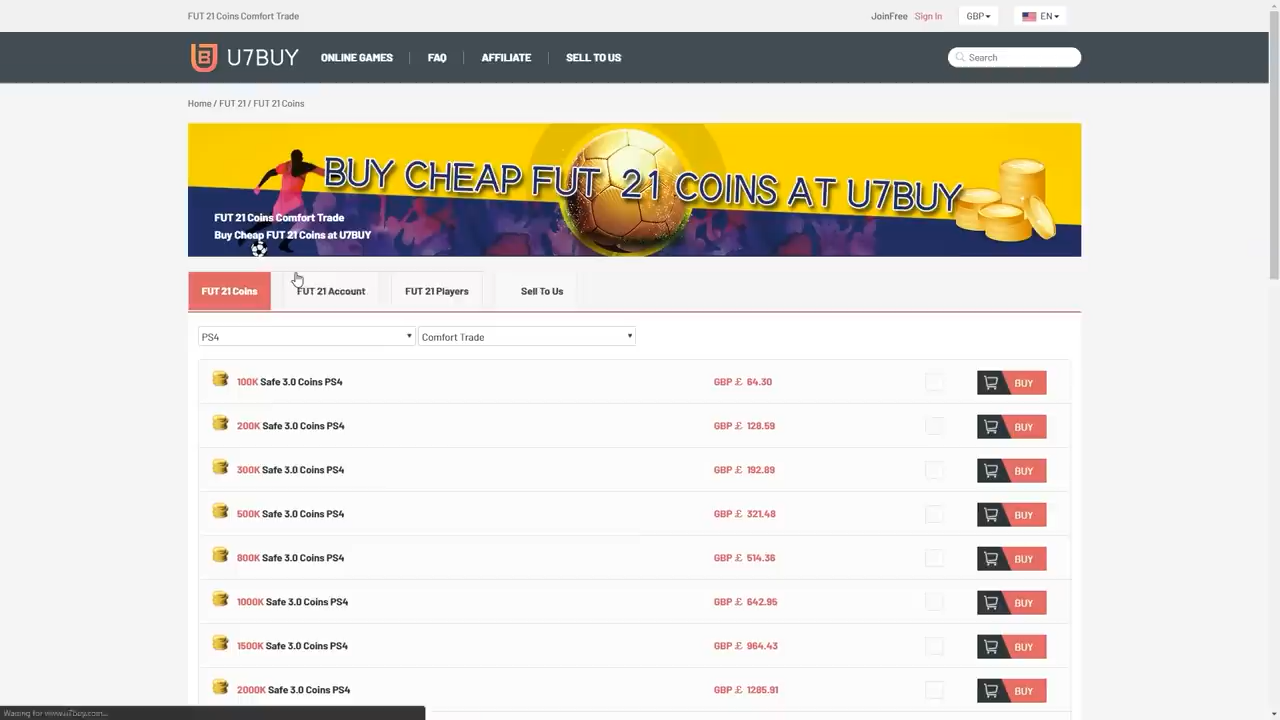 FUT 21 Coins Comfort Trade
JoinFree Sign In GBP EN
U7BUY ONLINE GAMES FAQ AFFILIATE SELL TO US Search
Home / FUT 21 / FUT 21 Coins
BUY CHEAP FUT 21 COINS AT U7BUY
FUT 21 Coins Comfort Trade
Buy Cheap FUT 21 Coins at U7BUY
FUT 21 Coins FUT 21 Account FUT 21 Players Sell To Us
PS4 Comfort Trade
100K Safe 3.0 Coins PS4 GBP £ 64.30 BUY
200K Safe 3.0 Coins PS4 GBP £ 128.59 BUY
300K Safe 3.0 Coins PS4 GBP £ 192.89 BUY
500K Safe 3.0 Coins PS4 GBP £ 321.48 BUY
800K Safe 3.0 Coins PS4 GBP £ 514.36 BUY
1000K Safe 3.0 Coins PS4 GBP £ 642.95 BUY
1500K Safe 3.0 Coins PS4 GBP £ 964.43 BUY
2000K Safe 3.0 Coins PS4 GBP £ 1285.91 BUY
Waiting for www.u7buy.com...